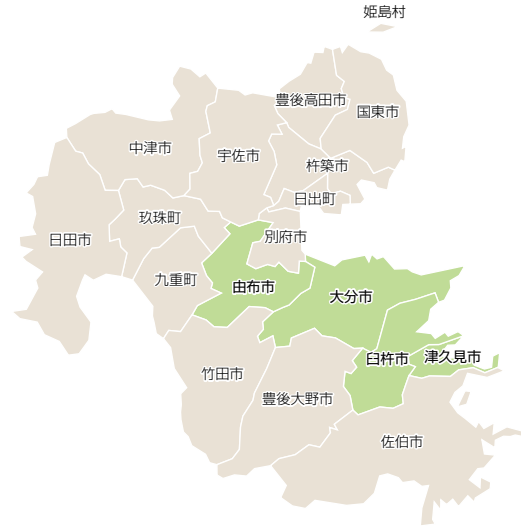 姫島村
豊後高田市
国東市
中津市
宇佐市
杵築市
日出町
玖珠町
日田市
別府市
九重町
由布市
大分市
臼杵市
津久見市
竹田市
豊後大野市
佐伯市